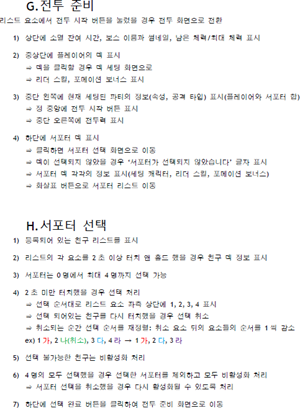 G.전투 준비
리스트 요소에서 전투 시작 버튼을 눌렀을 경우 전투 화면으로 전환
1) 상단에 소멸 잔여 시간, 보스 이름과 썸네일, 남은 체력/최대 체력 표시
2) 중상단에 플레이어의 덱 표시
⇨ 덱을 클릭할 경우 덱 세팅 화면으로
⇨ 리더 스킬, 포메이션 보너스 표시
3) 중단 왼쪽에 현재 세팅된 파티의 정보(속성, 공격 타입) 표시(플레이어와 서포터 합)
⇨ 정 중앙에 전투 시작 버튼 표시
⇨ 중단 오른쪽에 전투력 표시
4) 하단에 서포터 덱 표시
⇨ 클릭하면 서포터 선택 화면으로 이동
⇨ 덱이 선택되지 않았을 경우 '서포터가 선택되지 않았습니다' 글자 표시
⇨ 서포터 덱 각각의 정보 표시(세팅 캐릭터, 리더 스킬, 포메이션 보너스)
⇨ 화살표 버튼으로 서포터 리스트 이동
H.서포터 선택
1) 등록되어 있는 친구 리스트를 표시
2) 리스트의 각 요소를 2초 이상 터치 앤 홀드 했을 경우 친구 덱 정보 표시
3) 서포터는 0명에서 최대 4명까지 선택 가능
4) 2초 미만 터치했을 경우 선택 처리
⇨ 선택 순서대로 리스트 요소 좌측 상단에 1, 2, 3, 4 표시
⇨ 선택 되어있는 친구를 다시 터치했을 경우 선택 취소
⇨ 취소되는 순간 선택 순서를 재정렬: 취소 요소 뒤의 요소들의 순서를 1씩 감소
ex) 1 가, 2 나(취소), 3 다, 4 라 → 1 가, 2 다, 3 라
5) 선택 불가능한 친구는 비활성화 처리
6) 4명의 모두 선택했을 경우 선택한 서포터를 제외하고 모두 비활성화 처리
⇨ 서포터 선택을 취소했을 경우 다시 활성화될 수 있도록 처리
7) 하단에 선택 완료 버튼을 클릭하여 전투 준비 화면으로 이동